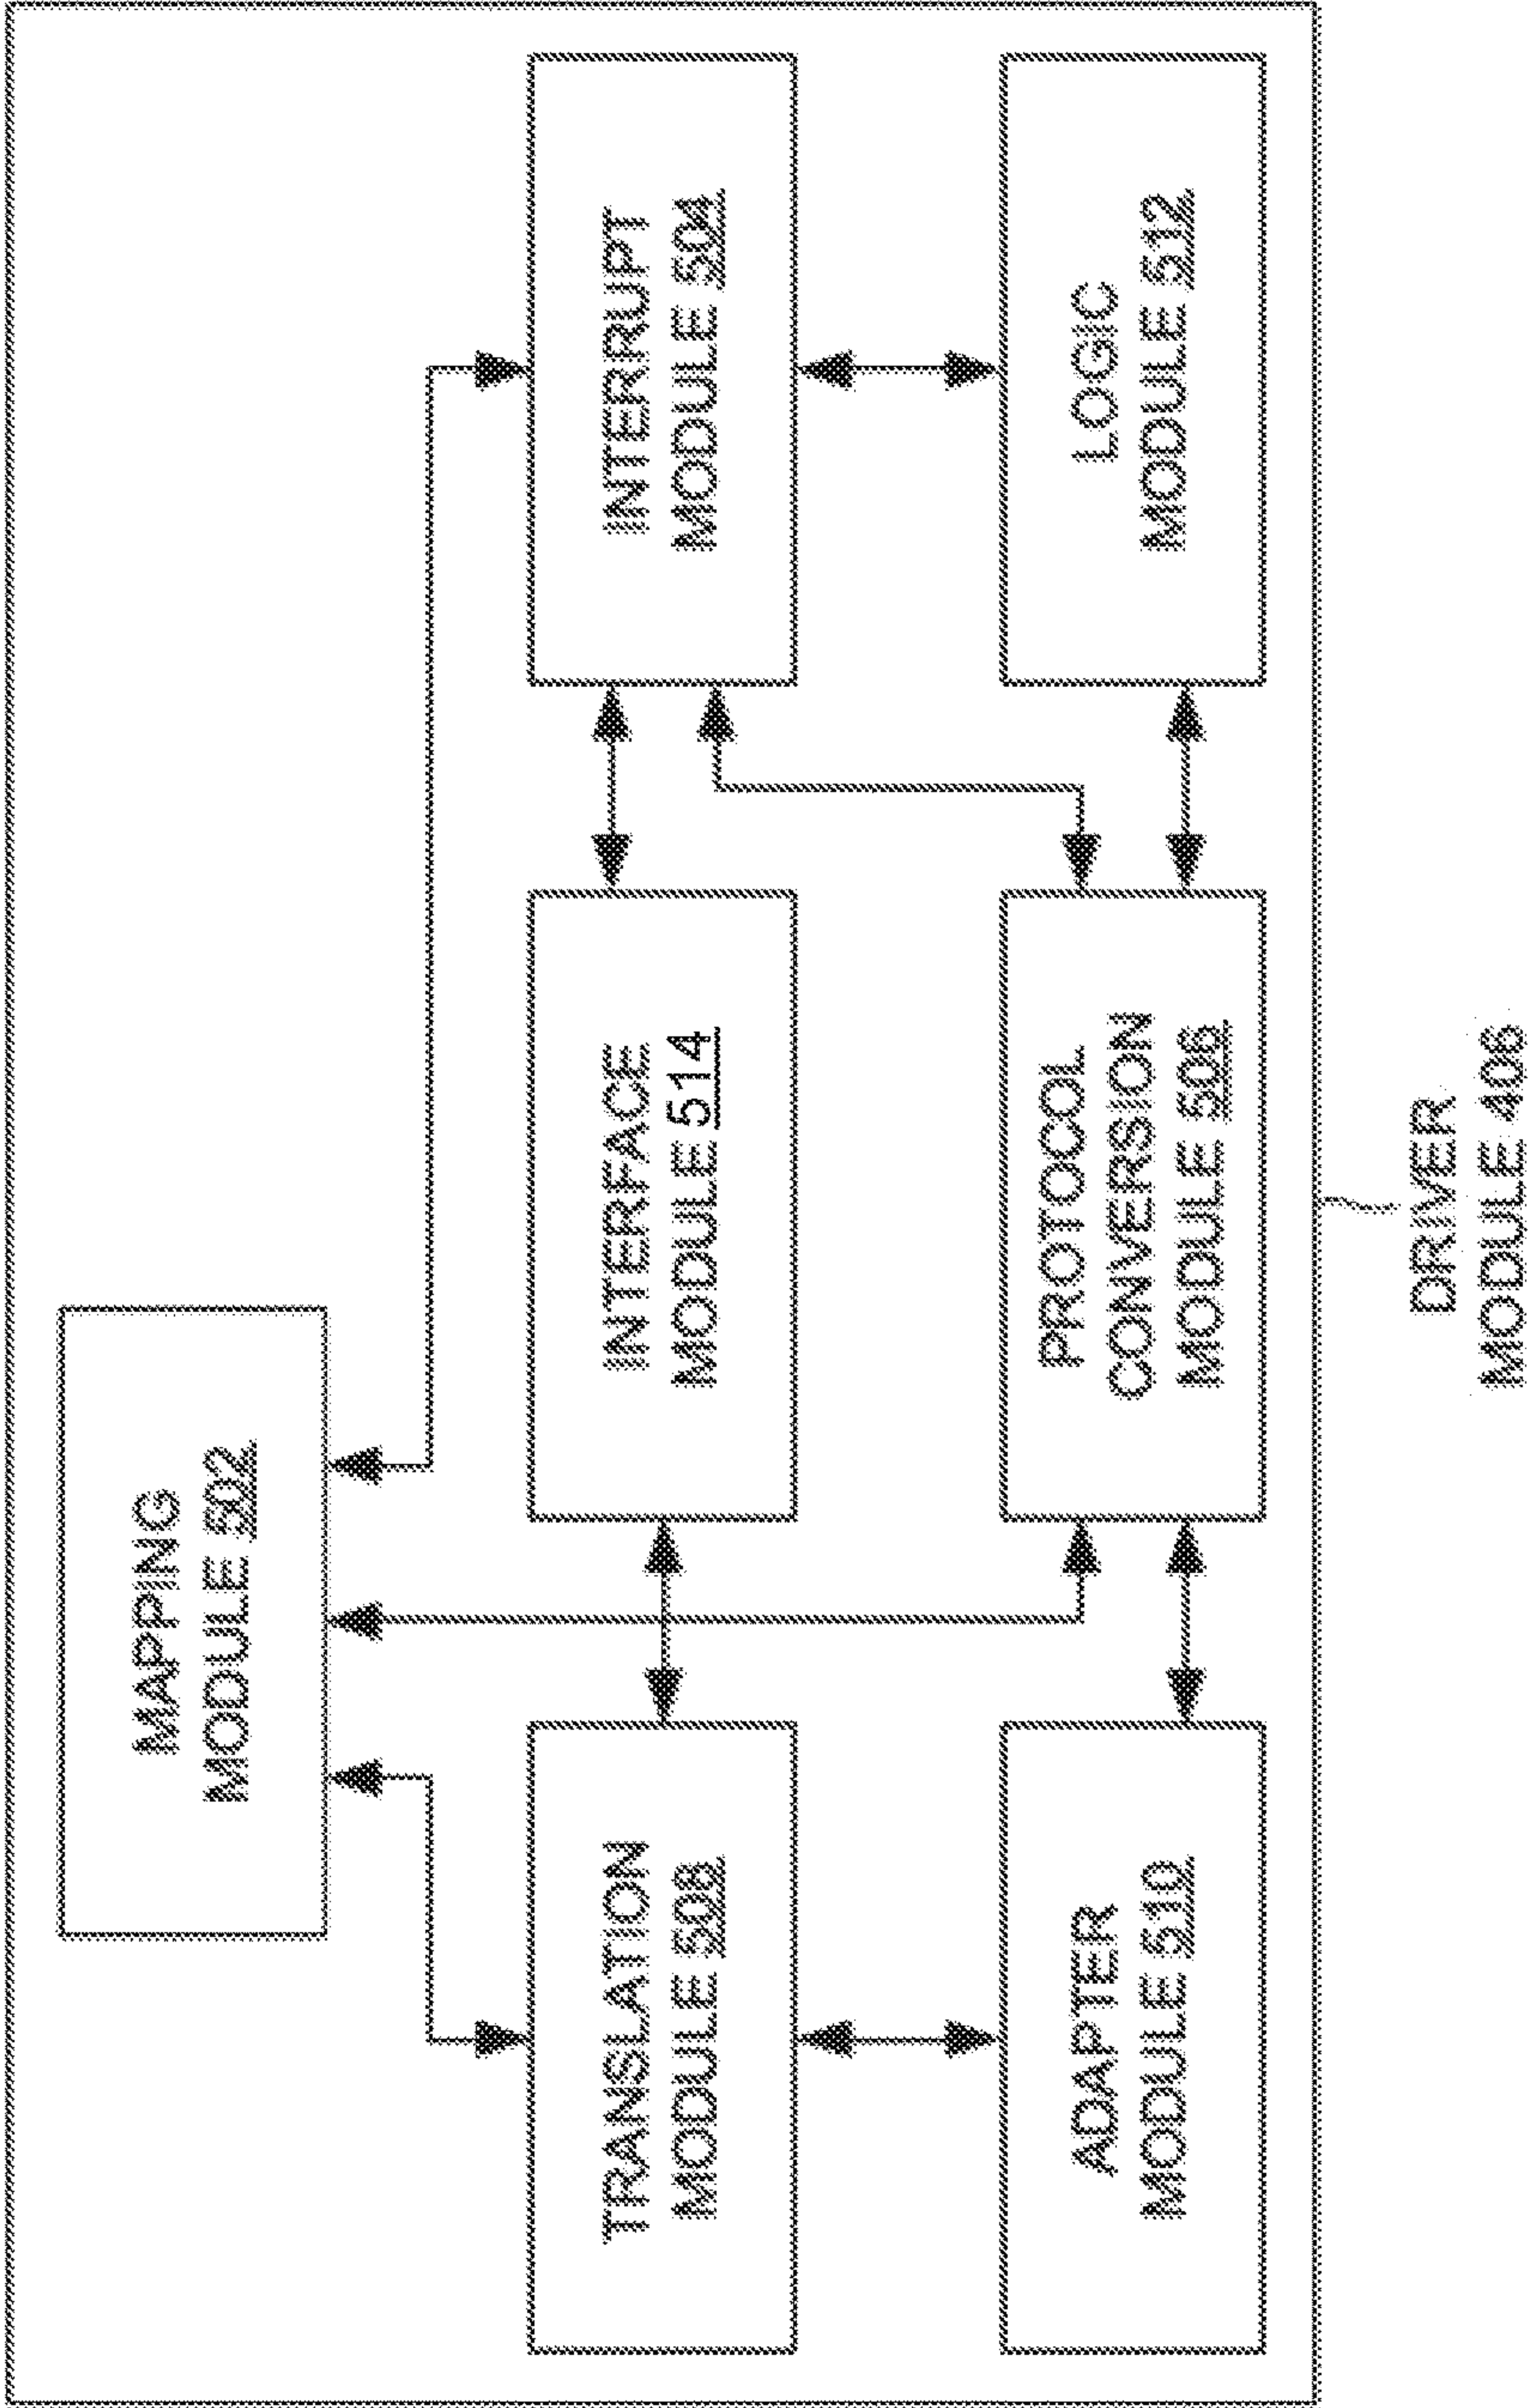 MAPPING
MODULE 502
TRANSLATION
MODULE 508
INTERFACE
MODULE 514
INTERRUPT
MODULE 504
ADAPTER
MODULE 510
PROTOCOL
CONVERSION
MODULE 506
LOGIC
MODULE 512
DRIVER
MODULE 406